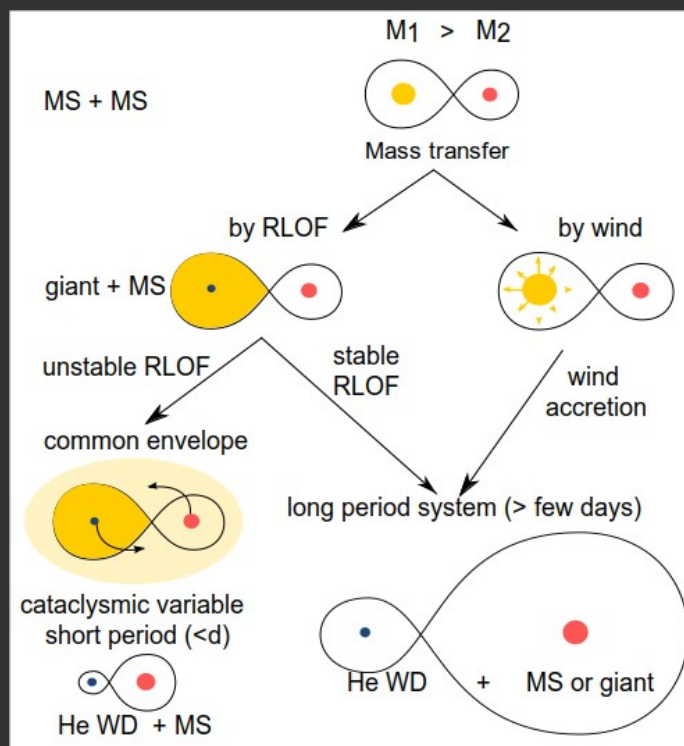 M1 > M2
MS + MS
Mass transfer
by RLOF
by wind
giant + MS
unstable RLOF
stable
RLOF
wind
accretion
common envelope
long period system (> few days)
cataclysmic variable
short period (<d)
He WD + MS or giant
He WD + MS